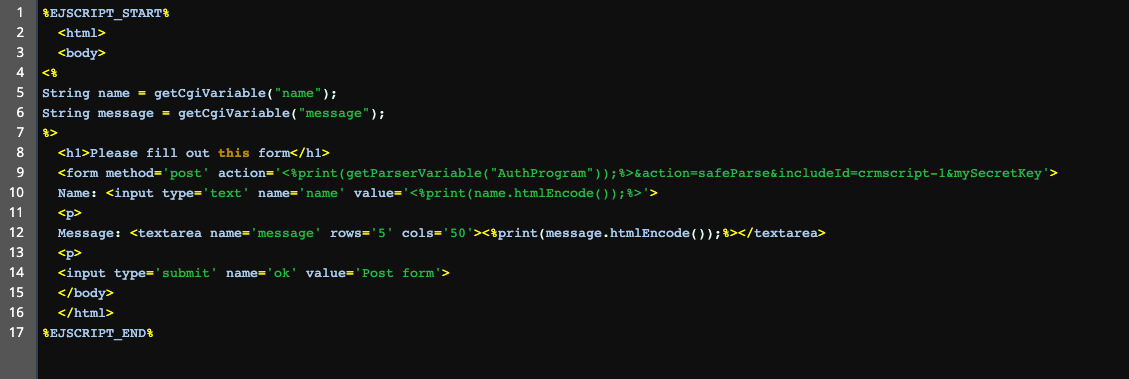 1 %EJSCRIPT_START%
2   <html>
3   <body>
4 <%
5 String name = getCgiVariable("name");
6 String message = getCgiVariable("message");
7 %>
8   <h1>Please fill out this form</h1>
9   <form method='post' action='<%print(getParserVariable("AuthProgram"));%>&action=safeParse&includeId=crmscript-1&mySecretKey'>
10   Name: <input type='text' name='name' value='<%print(name.htmlEncode());%>'>
11   <p>
12   Message: <textarea name='message' rows='5' cols='50'><%print(message.htmlEncode());%></textarea>
13   <p>
14   <input type='submit' name='ok' value='Post form'>
15   </body>
16   </html>
17 %EJSCRIPT_END%